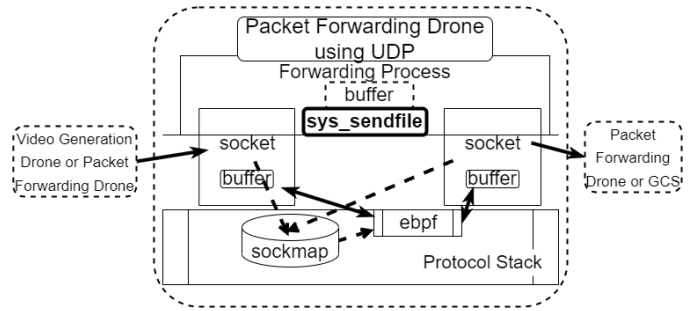 Packet Forwarding Drone
using UDP
Forwarding Process
buffer
sys_sendfile
Video Generation
Drone or Packet
Forwarding Drone
socket
buffer
socket
buffer
Packet
Forwarding
Drone or GCS
sockmap
ebpf
Protocol Stack